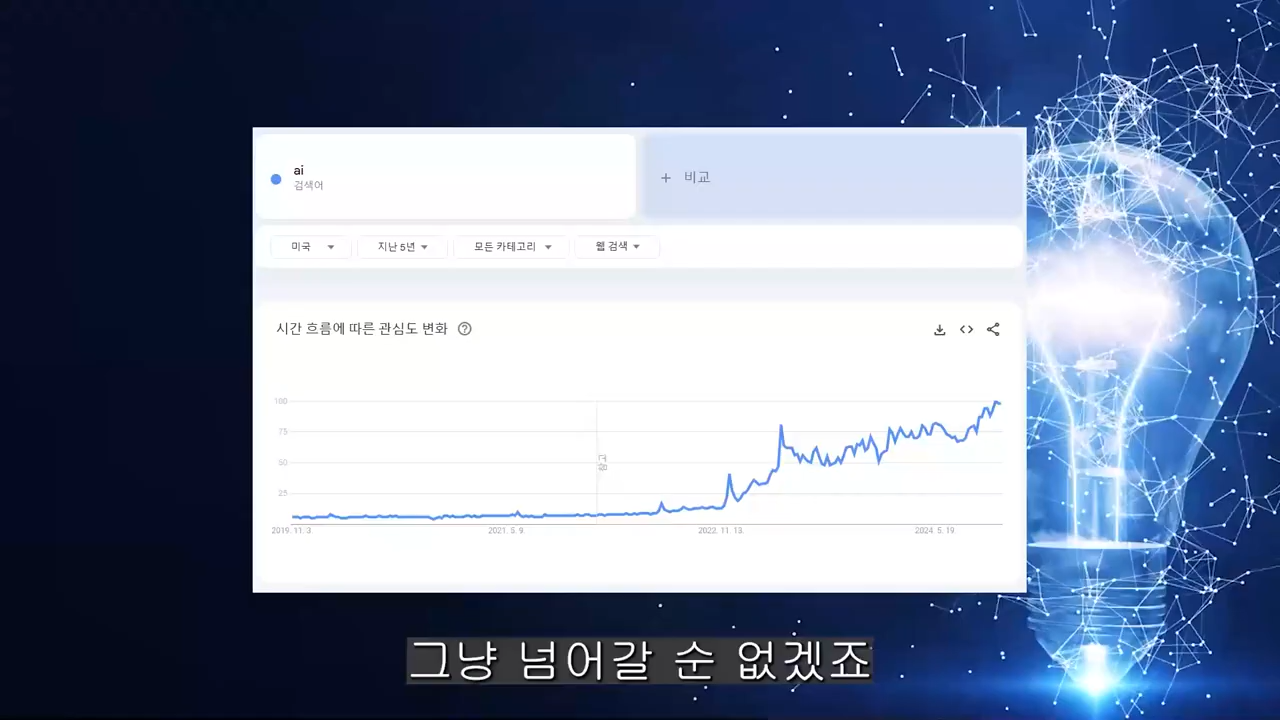 ai
검색어
+ 비교
미국
지난 5년
모든 카테고리
웹 검색
시간 흐름에 따른 관심도 변화
100
75
50
25
참고
2019. 11. 3.
2021. 5. 9.
2022. 11. 13.
2024. 5. 19.
그냥 넘어갈 순 없겠죠